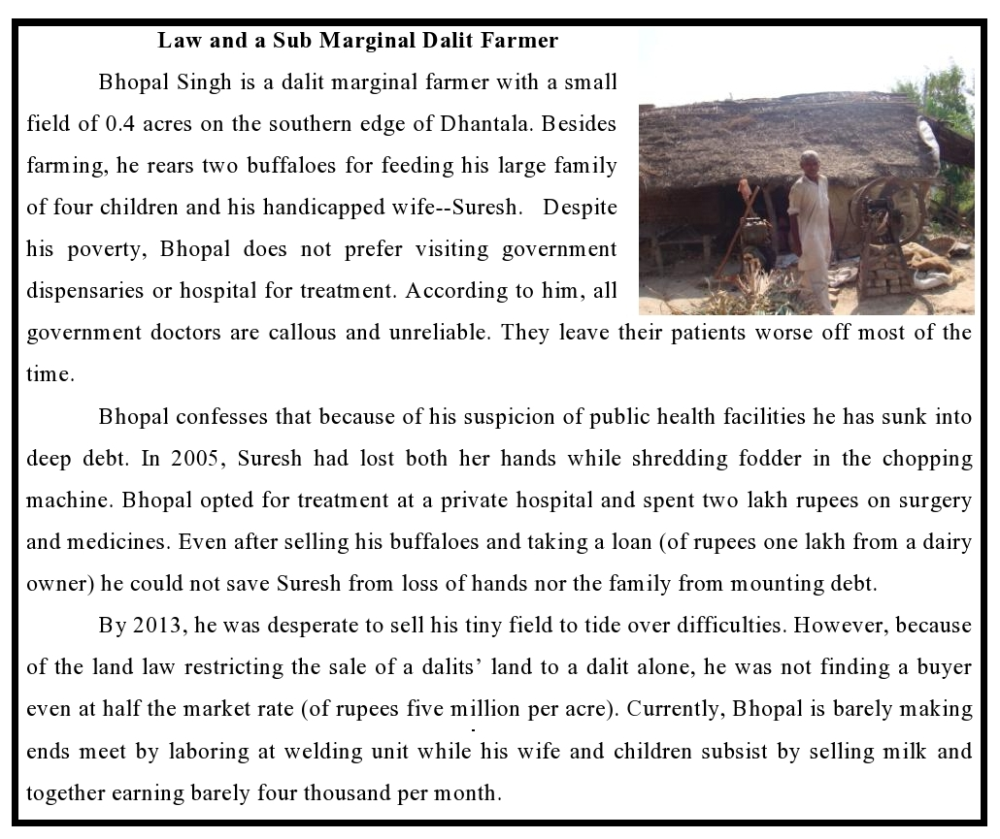 Law and a Sub Marginal Dalit Farmer
Bhopal Singh is a dalit marginal farmer with a small
field of 0.4 acres on the southern edge of Dhantala. Besides
farming, he rears two buffaloes for feeding his large family
of four children and his handicapped wife--Suresh. Despite
his poverty, Bhopal does not prefer visiting government
dispensaries or hospital for treatment. According to him, all
government doctors are callous and unreliable. They leave their patients worse off most of the
time.
Bhopal confesses that because of his suspicion of public health facilities he has sunk into
deep debt. In 2005, Suresh had lost both her hands while shredding fodder in the chopping
machine. Bhopal opted for treatment at a private hospital and spent two lakh rupees on surgery
and medicines. Even after selling his buffaloes and taking a loan (of rupees one lakh from a dairy
owner) he could not save Suresh from loss of hands nor the family from mounting debt.
By 2013, he was desperate to sell his tiny field to tide over difficulties. However, because
of the land law restricting the sale of a dalits’ land to a dalit alone, he was not finding a buyer
even at half the market rate (of rupees five million per acre). Currently, Bhopal is barely making
ends meet by laboring at welding unit while his wife and children subsist by selling milk and
together earning barely four thousand per month.